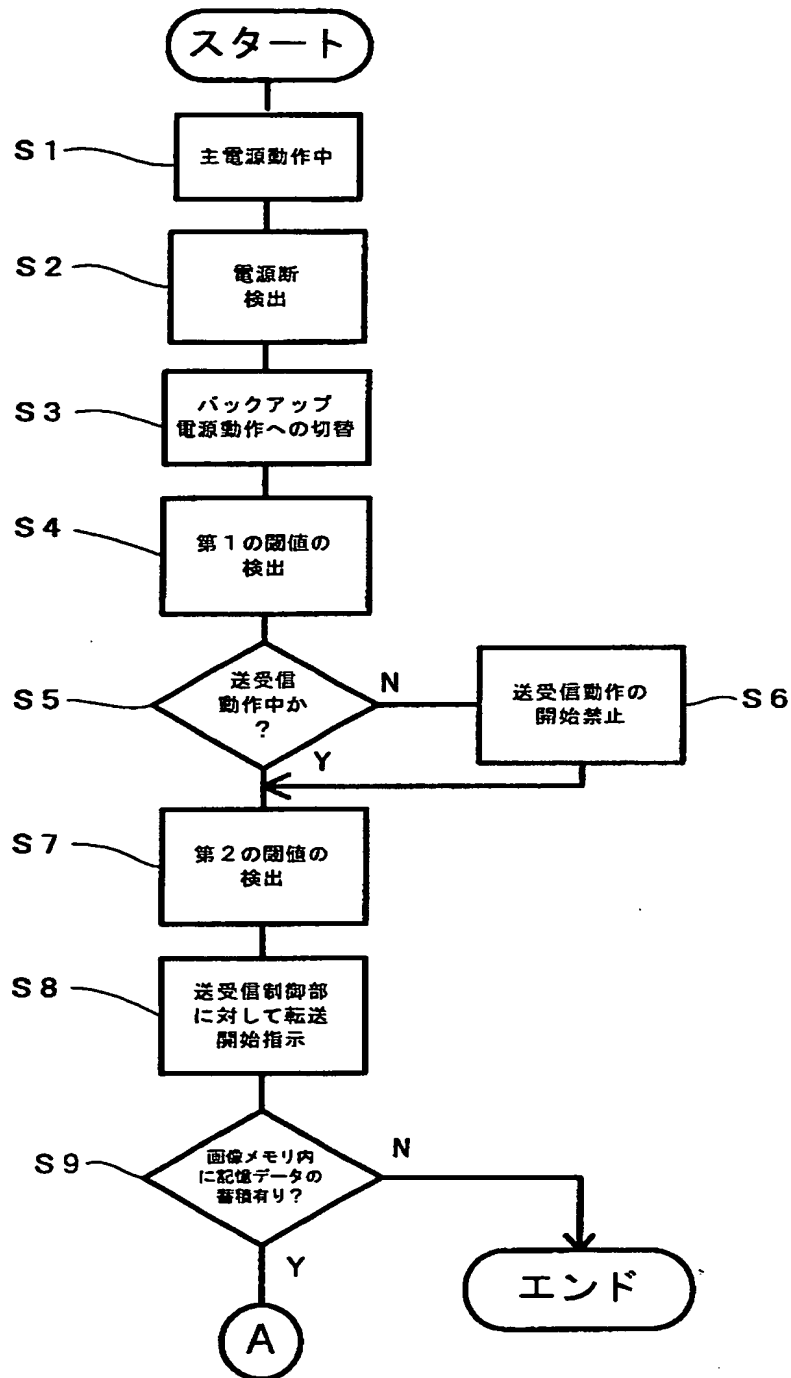 スタート
S1
主電源動作中
S2
電源断
検出
S3
バックアップ
電源動作への切替
S4
第1の閾値の
検出
S5
送受信
動作中か
?
N
送受信動作の
開始禁止
S6
Y
S7
第2の閾値の
検出
S8
送受信制御部
に対して転送
開始指示
S9
画像メモリ内
に記憶データの
蓄積有り?
N
Y
エンド
A